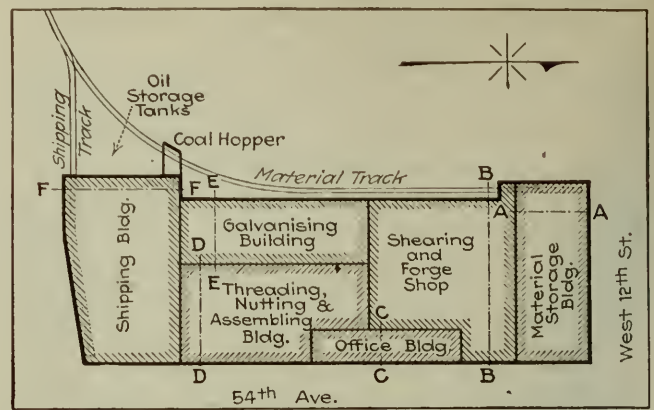 Oil
Storage
Tanks
Shipping
Track
Coal Hopper
Material Track
B
F
F
E
A
A
Galvanising
Building
D
E
Shipping Bldg.
Shearing
and
Forge
Shop
Material
Storage
Bldg.
West 12th St.
Threading,
Nutting &
Assembling
Bldg.
C
Office Bldg.
D
C
B
54th Ave.